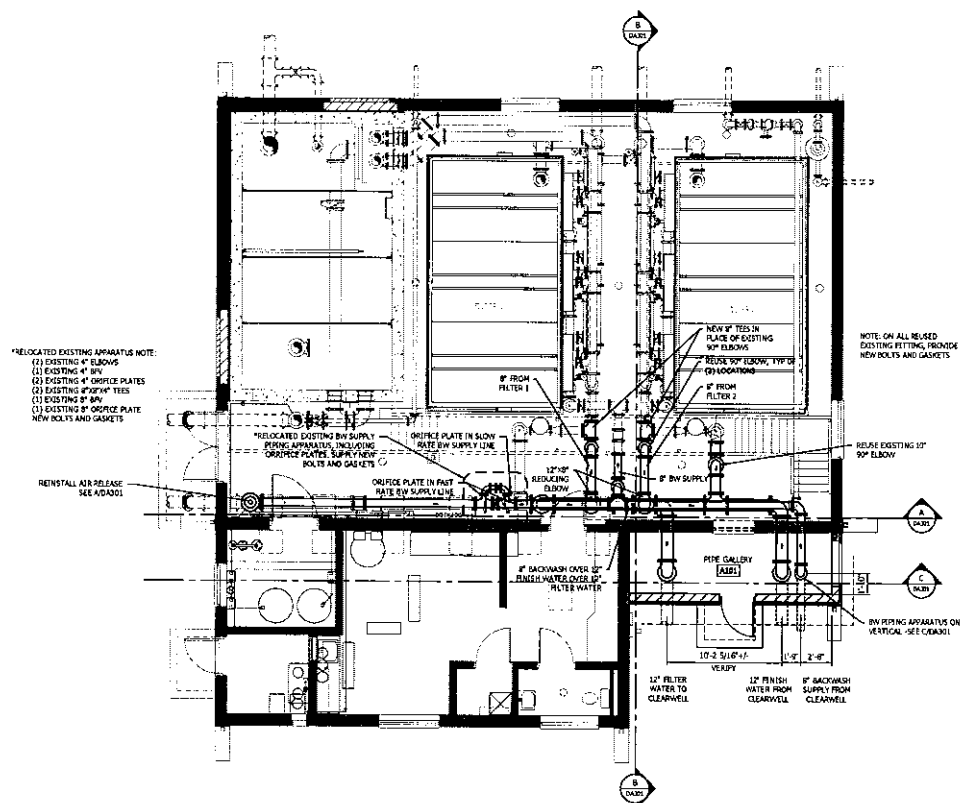 B
DA301
*RELOCATED EXISTING APPARATUS NOTE:
(2) EXISTING 4" ELBOWS
(1) EXISTING 4" BFV
(2) EXISTING 4" ORIFICE PLATES
(2) EXISTING 8"X8"X4" TEES
(1) EXISTING 8" BFV
(1) EXISTING 8" ORIFICE PLATE
NEW BOLTS AND GASKETS
NEW 8" TEES IN
PLACE OF EXISTING
90° ELBOWS
NOTE: ON ALL REUSED
EXISTING FITTING, PROVIDE
NEW BOLTS AND GASKETS
REUSE 90° ELBOW, TYP OF
(2) LOCATIONS
8" FROM
FILTER 1
8" FROM
FILTER 2
*RELOCATED EXISTING BW SUPPLY
PIPING APPARATUS, INCLUDING
ORRIFICE PLATES, SUPPLY NEW
BOLTS AND GASKETS
ORIFICE PLATE IN SLOW
RATE BW SUPPLY LINE
REUSE EXISTING 10"
90° ELBOW
12"X8"
REDUCING
ELBOW
8" BW SUPPLY
ORIFICE PLATE IN FAST
RATE BW SUPPLY LINE
REINSTALL AIR RELEASE
SEE A/DA301
A
DA301
8" BACKWASH OVER 12"
FINISH WATER OVER 12"
FILTER WATER
PIPE GALLERY
A101
C
DA301
1'-10"
BW PIPING APPARATUS ON
VERTICAL -SEE C/DA301
10'-2 5/16"+/-
VERIFY
1'-9"
2'-8"
12" FILTER
WATER TO
CLEARWELL
12" FINISH
WATER FROM
CLEARWELL
8" BACKWASH
SUPPLY FROM
CLEARWELL
B
DA301